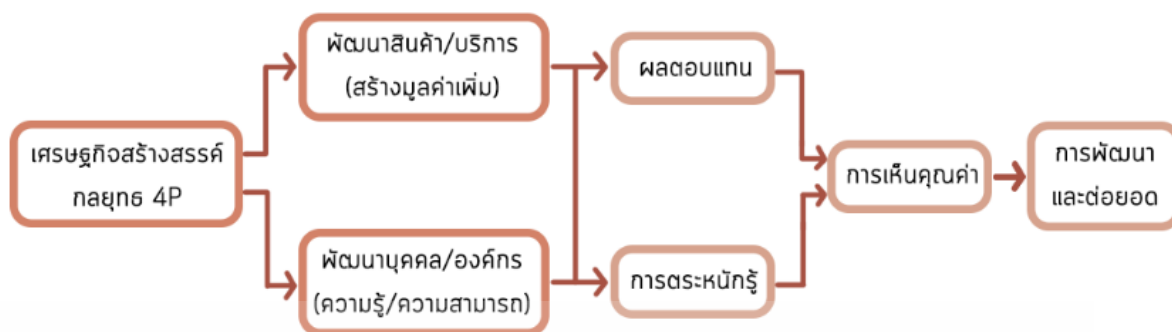 เศรษฐกิจสร้างสรรค์
กลยุทธ 4P
พัฒนาสินค้า/บริการ
(สร้างมูลค่าเพิ่ม)
พัฒนาบุคคล/องค์กร
(ความรู้/ความสามารถ)
ผลตอบแทน
การตระหนักรู้
การเห็นคุณค่า
การพัฒนา
และต่อยอด